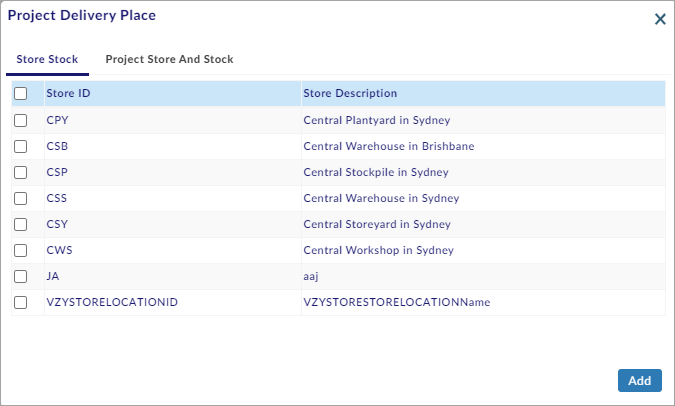 Project Delivery Place
Store Stock Project Store And Stock
Store ID Store Description
CPY Central Plantyard in Sydney
CSB Central Warehouse in Brishbane
CSP Central Stockpile in Sydney
CSS Central Warehouse in Sydney
CSY Central Storeyard in Sydney
CWS Central Workshop in Sydney
JA aaj
VZYSTORELOCATIONID VZYSTORESTORELOCATIONName
Add